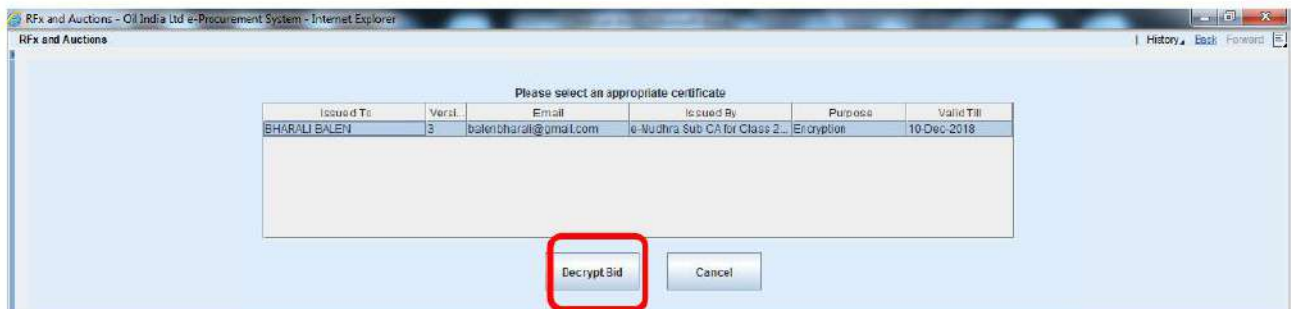 RFx and Auctions - Oil India Ltd e-Procurement System - Internet Explorer
RFx and Auctions | History Back Forward
Please select an appropriate certificate
Issued To Versi... Email Issued By Purpose Valid Till
BHARALI BALEN 3 balenbharali@gmail.com e-Mudhra Sub CA for Class 2... Encryption 10-Dec-2018
Decrypt Bid Cancel